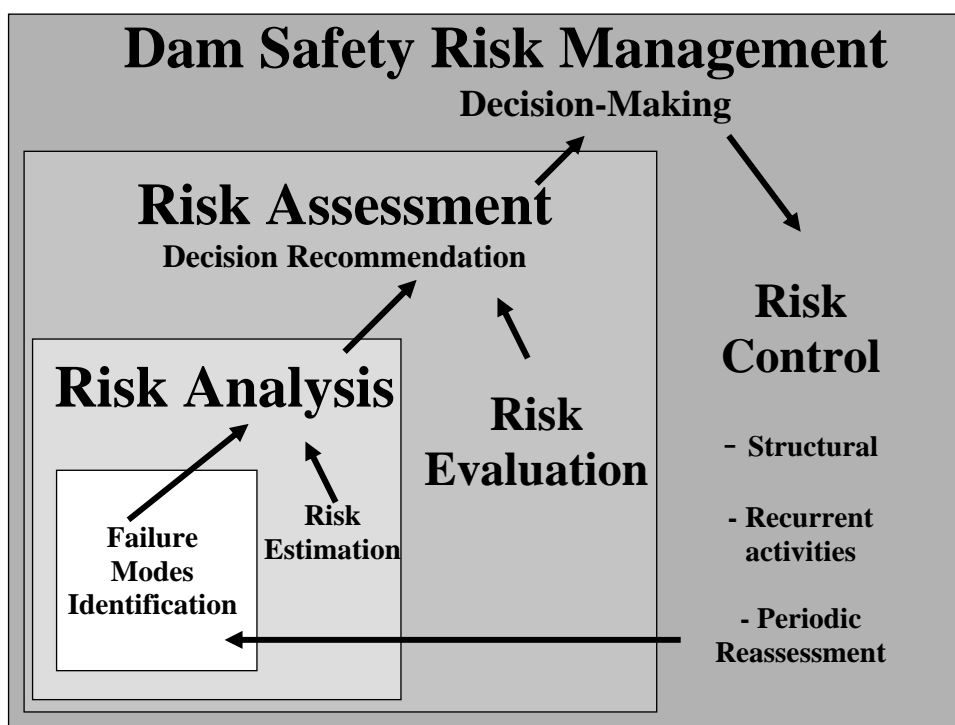 Dam Safety Risk Management
Decision-Making
Risk Assessment
Decision Recommendation
Risk Analysis
Failure
Modes
Identification
Risk
Estimation
Risk
Evaluation
Risk
Control
- Structural
- Recurrent
activities
- Periodic
Reassessment